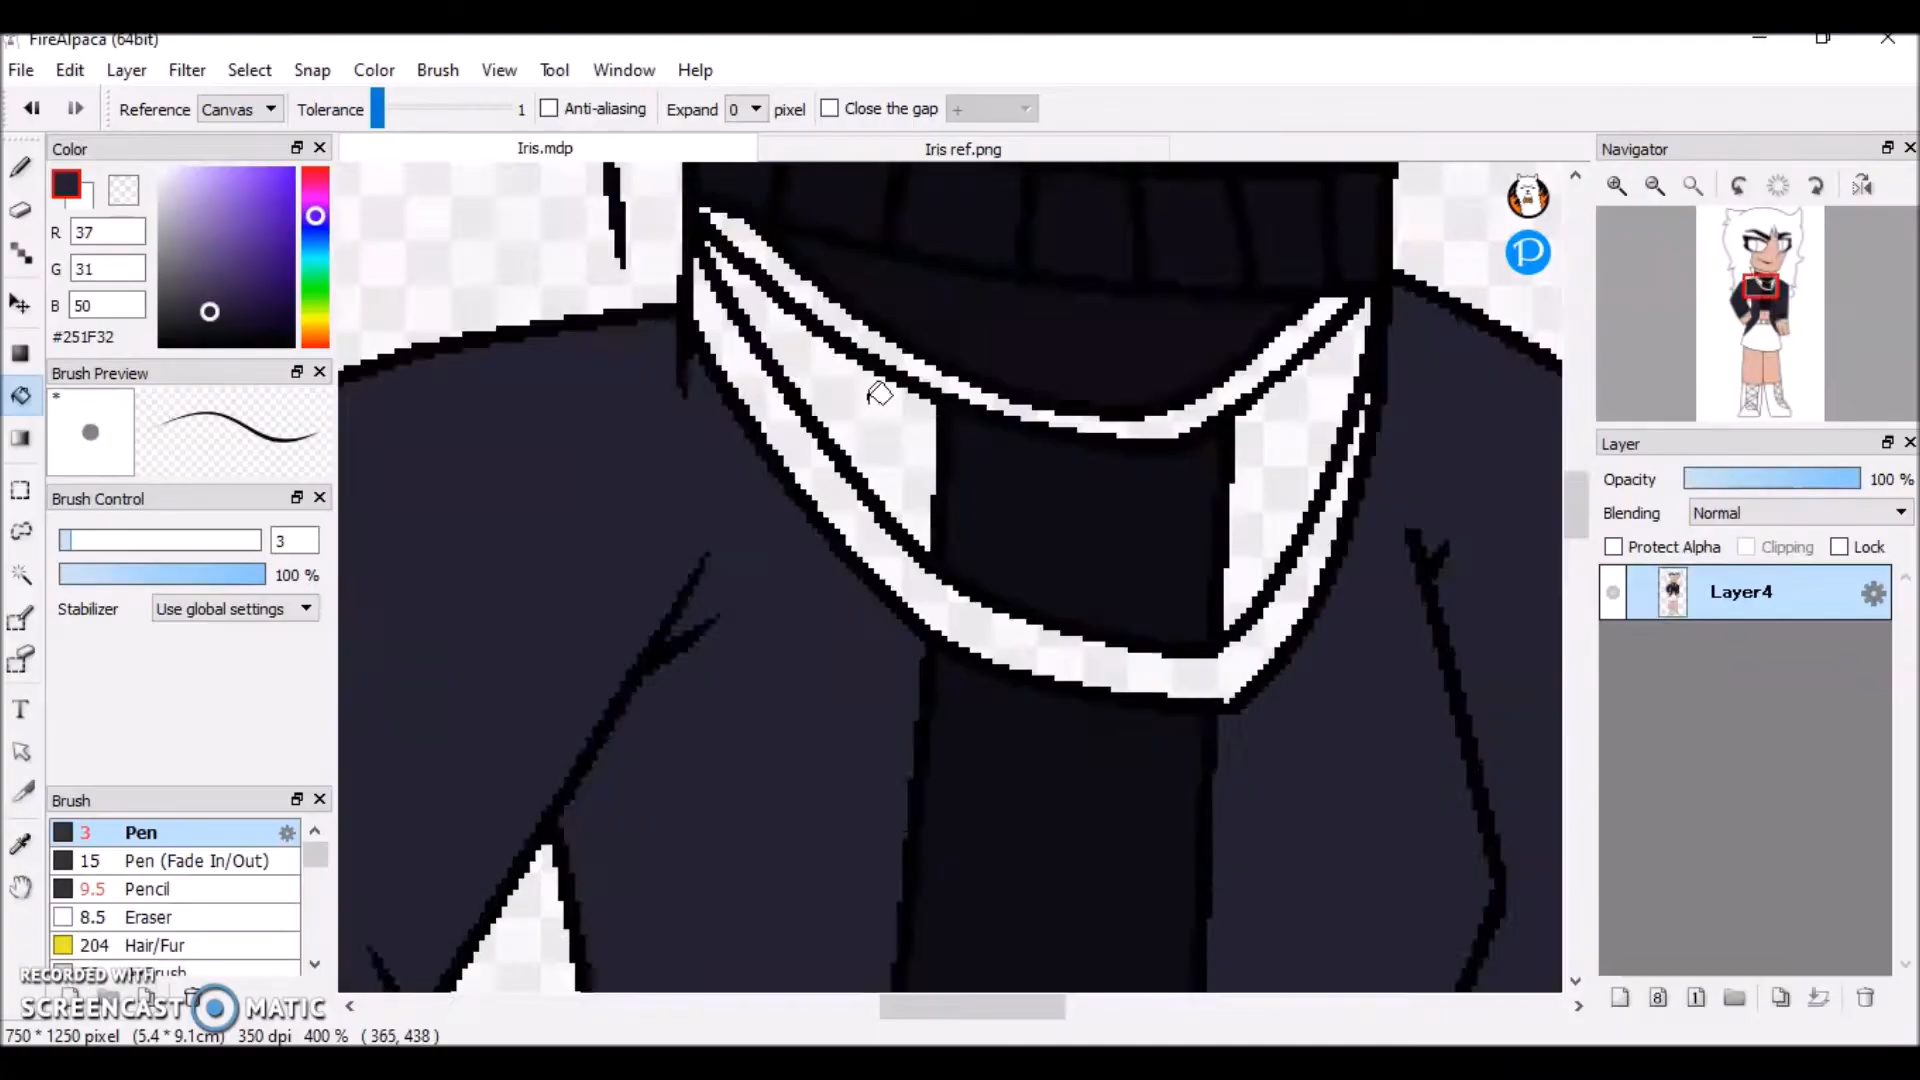 FireAlpaca (64bit)
File Edit Layer Filter Select Snap Color Brush View Tool Window Help
Reference Canvas Tolerance 1 Anti-aliasing Expand 0 pixel Close the gap +
Color
Iris.mdp
Iris ref.png
Navigator
R 37
G 31
B 50
#251F32
Brush Preview
*
P
Layer
Brush Control
Opacity 100 %
3
Blending Normal
100 %
Protect Alpha Clipping Lock
Stabilizer Use global settings
Layer4
Brush
3 Pen
15 Pen (Fade In/Out)
9.5 Pencil
8.5 Eraser
204 Hair/Fur
RECORDED WITH
SCREENCAST MATIC
8 1
750 * 1250 pixel (5.4 * 9.1cm) 350 dpi 400 % ( 365, 438 )